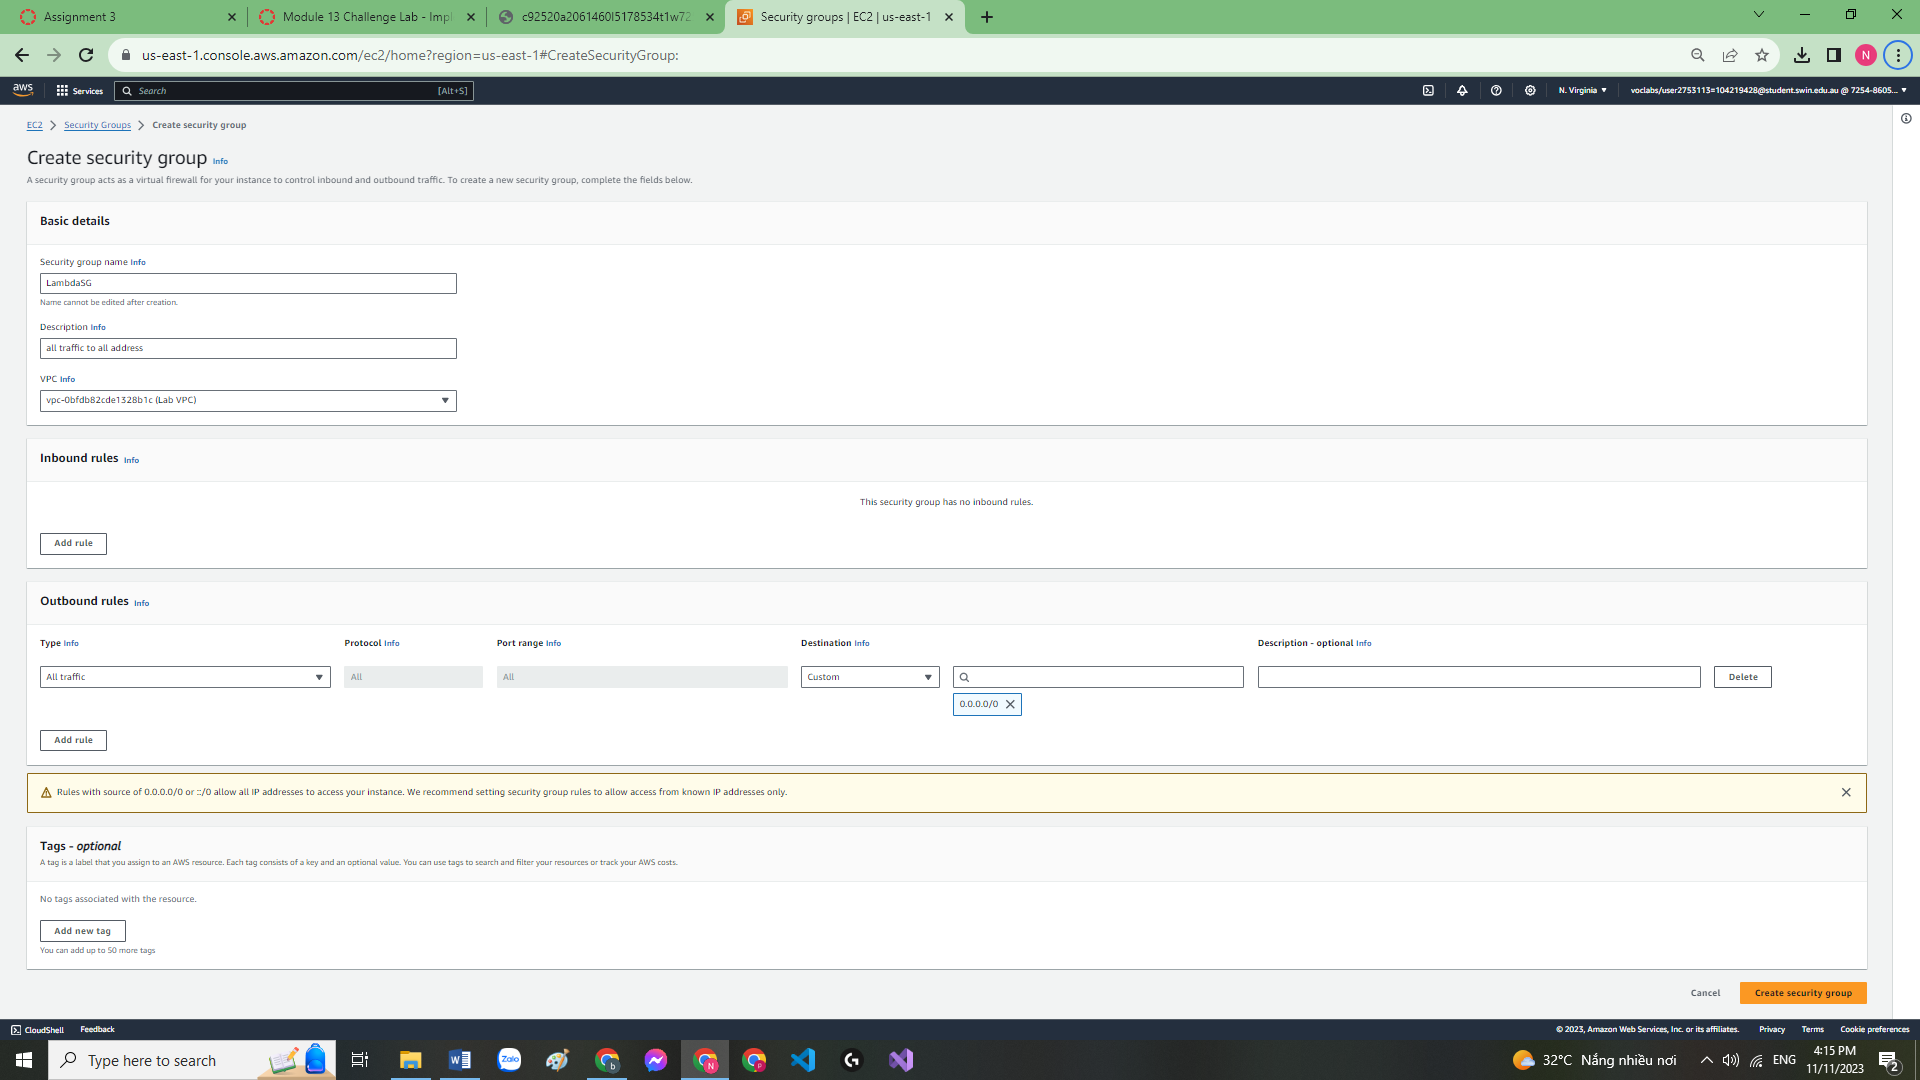 Assignment 3
Module 13 Challenge Lab - Impl
c92520a2061460l5178534t1w72
Security groups | EC2 | us-east-1
us-east-1.console.aws.amazon.com/ec2/home?region=us-east-1#CreateSecurityGroup:
N
aws
Services
Search
[Alt+S]
N. Virginia
voclabs/user2753113=104219428@student.swin.edu.au @ 7254-8605...
EC2
Security Groups
Create security group
Create security group Info
A security group acts as a virtual firewall for your instance to control inbound and outbound traffic. To create a new security group, complete the fields below.
Basic details
Security group name Info
LambdaSG
Name cannot be edited after creation.
Description Info
all traffic to all address
VPC Info
vpc-0bfdb82cde1328b1c (Lab VPC)
Inbound rules Info
This security group has no inbound rules.
Add rule
Outbound rules Info
Type Info
Protocol Info
Port range Info
Destination Info
Description - optional Info
All traffic
All
All
Custom
Delete
0.0.0.0/0
Add rule
Rules with source of 0.0.0.0/0 or ::/0 allow all IP addresses to access your instance. We recommend setting security group rules to allow access from known IP addresses only.
Tags - optional
A tag is a label that you assign to an AWS resource. Each tag consists of a key and an optional value. You can use tags to search and filter your resources or track your AWS costs.
No tags associated with the resource.
Add new tag
You can add up to 50 more tags
Cancel
Create security group
CloudShell
Feedback
© 2023, Amazon Web Services, Inc. or its affiliates.
Privacy
Terms
Cookie preferences
Type here to search
Zalo
b
N
P
32°C Nắng nhiều nơi
ENG
4:15 PM
11/11/2023
2